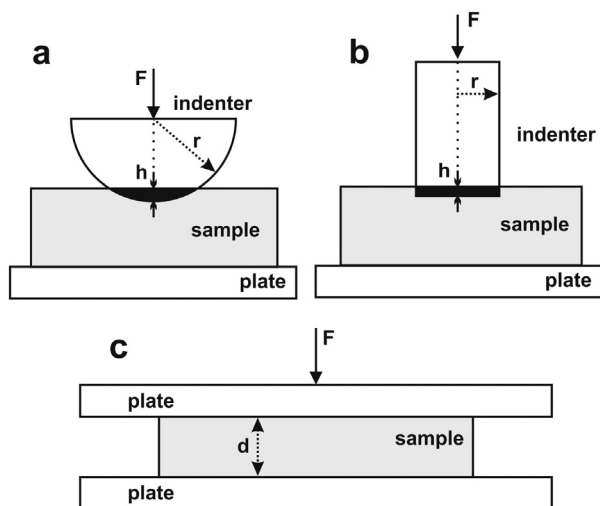 a
F
indenter
r
h
sample
plate
b
F
r
indenter
h
sample
plate
c
F
plate
sample
d
plate